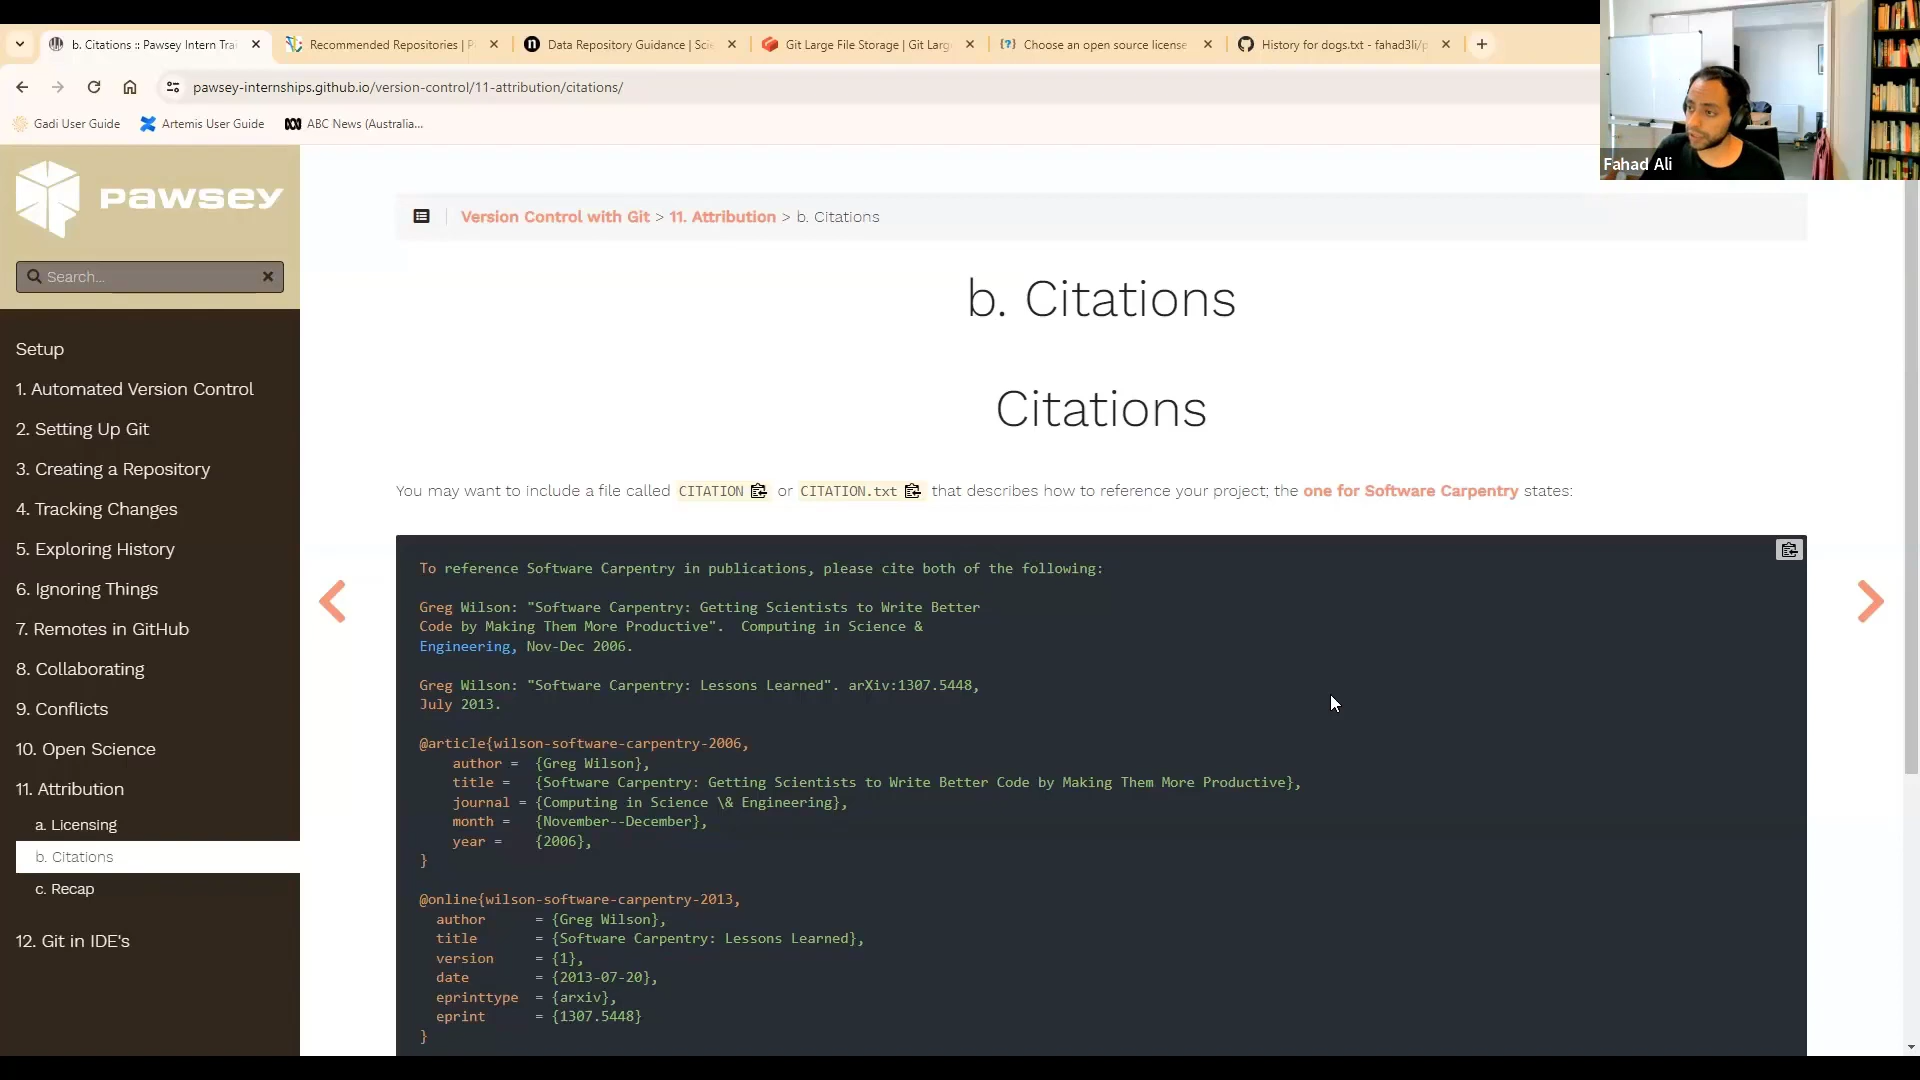 b. Citations :: Pawsey Intern Tra
Recommended Repositories | P
Data Repository Guidance | Scie
Git Large File Storage | Git Larg
Choose an open source license
History for dogs.txt - fahad3li/p
pawsey-internships.github.io/version-control/11-attribution/citations/
Gadi User Guide
Artemis User Guide
ABC News (Australia...
Fahad Ali
PAWSEY
Search...
Setup
1. Automated Version Control
2. Setting Up Git
3. Creating a Repository
4. Tracking Changes
5. Exploring History
6. Ignoring Things
7. Remotes in GitHub
8. Collaborating
9. Conflicts
10. Open Science
11. Attribution
a. Licensing
b. Citations
c. Recap
12. Git in IDE's
Version Control with Git > 11. Attribution > b. Citations
b. Citations
Citations
You may want to include a file called CITATION or CITATION.txt that describes how to reference your project; the one for Software Carpentry states:
To reference Software Carpentry in publications, please cite both of the following:
Greg Wilson: "Software Carpentry: Getting Scientists to Write Better
Code by Making Them More Productive".  Computing in Science &
Engineering, Nov-Dec 2006.
Greg Wilson: "Software Carpentry: Lessons Learned". arXiv:1307.5448,
July 2013.
@article{wilson-software-carpentry-2006,
author =  {Greg Wilson},
title =   {Software Carpentry: Getting Scientists to Write Better Code by Making Them More Productive},
journal = {Computing in Science \& Engineering},
month =   {November--December},
year =    {2006},
}
@online{wilson-software-carpentry-2013,
author      = {Greg Wilson},
title       = {Software Carpentry: Lessons Learned},
version     = {1},
date        = {2013-07-20},
eprinttype  = {arxiv},
eprint      = {1307.5448}
}